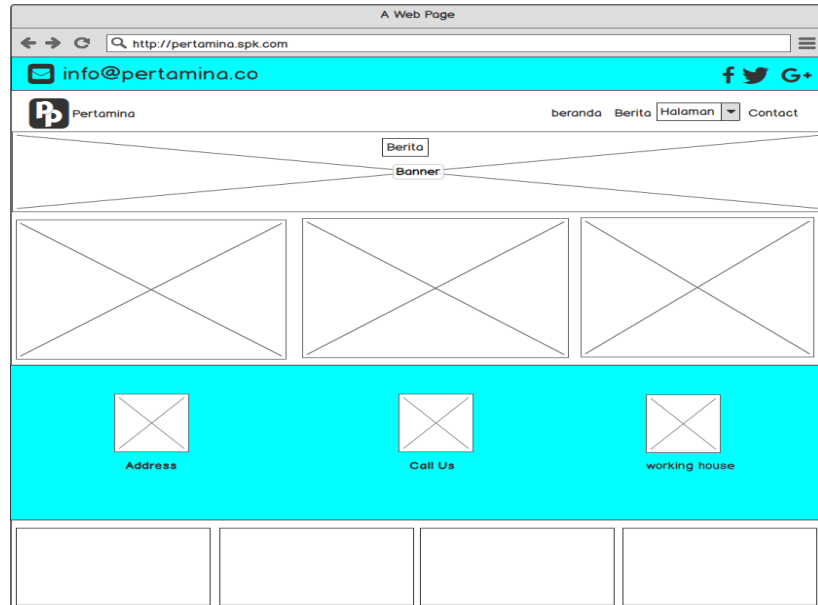 A Web Page
http://pertamina.spk.com
info@pertamina.co
f G+
PP Pertamina beranda Berita Halaman Contact
Berita
Banner
Address Call Us working house